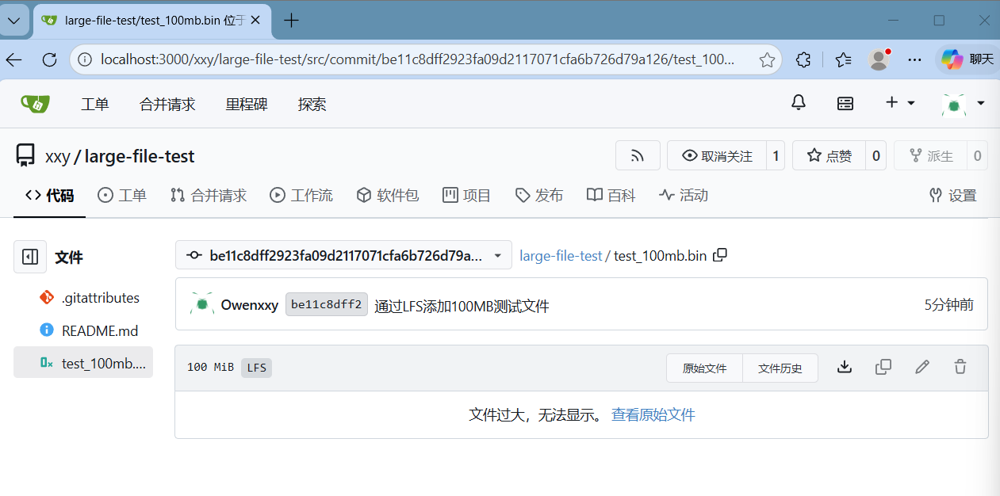 large-file-test/test_100mb.bin 位于
localhost:3000/xxy/large-file-test/src/commit/be11c8dff2923fa09d2117071cfa6b726d79a126/test_100...
聊天
工单 合并请求 里程碑 探索
xxy / large-file-test
取消关注 1 点赞 0 派生 0
代码 工单 合并请求 工作流 软件包 项目 发布 百科 活动 设置
文件
.gitattributes
README.md
test_100mb....
be11c8dff2923fa09d2117071cfa6b726d79a... large-file-test / test_100mb.bin
Owenxxy be11c8dff2 通过LFS添加100MB测试文件 5分钟前
100 MiB LFS 原始文件 文件历史
文件过大，无法显示。 查看原始文件